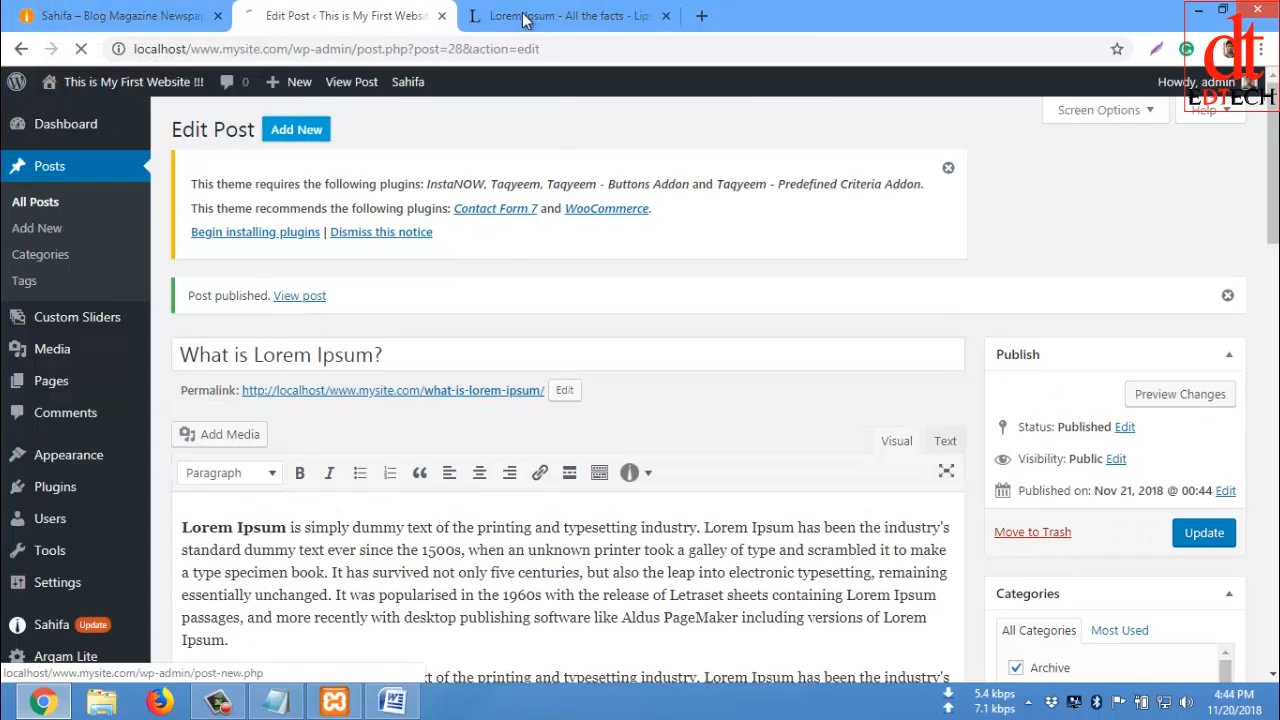 Sahifa – Blog Magazine Newspa
Edit Post ‹ This is My First Websi
Lorem Ipsum - All the facts - Lip
localhost/www.mysite.com/wp-admin/post.php?post=28&action=edit
dt
EDTECH
This is My First Website !!!
0
New
View Post
Sahifa
Howdy, admin
Dashboard
Posts
All Posts
Add New
Categories
Tags
Custom Sliders
Media
Pages
Comments
Appearance
Plugins
Users
Tools
Settings
Sahifa Update
Arqam Lite
Screen Options
Help
Edit Post
Add New
This theme requires the following plugins: InstaNOW, Taqyeem, Taqyeem - Buttons Addon and Taqyeem - Predefined Criteria Addon.
This theme recommends the following plugins: Contact Form 7 and WooCommerce.
Begin installing plugins | Dismiss this notice
Post published. View post
What is Lorem Ipsum?
Permalink: http://localhost/www.mysite.com/what-is-lorem-ipsum/ Edit
Add Media
Visual
Text
Paragraph
B
I
Lorem Ipsum is simply dummy text of the printing and typesetting industry. Lorem Ipsum has been the industry's
standard dummy text ever since the 1500s, when an unknown printer took a galley of type and scrambled it to make
a type specimen book. It has survived not only five centuries, but also the leap into electronic typesetting, remaining
essentially unchanged. It was popularised in the 1960s with the release of Letraset sheets containing Lorem Ipsum
passages, and more recently with desktop publishing software like Aldus PageMaker including versions of Lorem
Ipsum.
t of the printing and typesetting industry. Lorem Ipsum has been the industry's
Publish
Preview Changes
Status: Published Edit
Visibility: Public Edit
Published on: Nov 21, 2018 @ 00:44 Edit
Move to Trash
Update
Categories
All Categories
Most Used
Archive
localhost/www.mysite.com/wp-admin/post-new.php
5.4 kbps
7.1 kbps
4:44 PM
11/20/2018